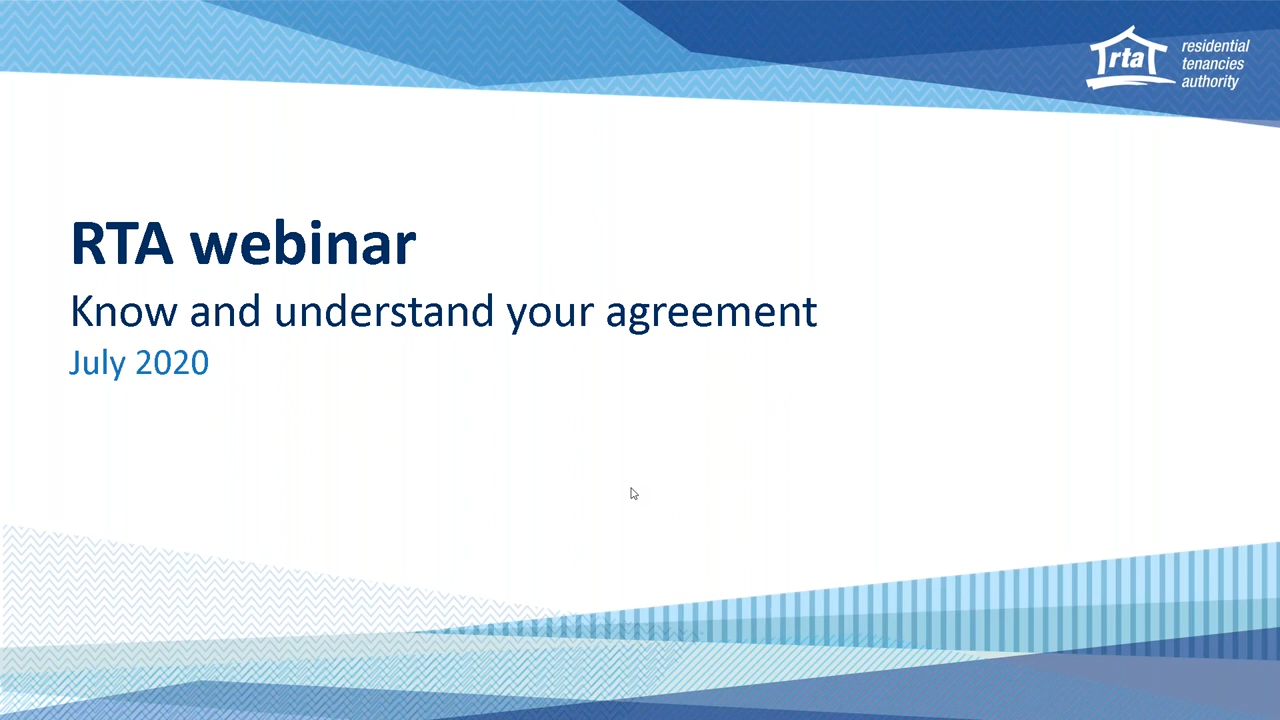 rta
residential
tenancies
authority
RTA webinar
Know and understand your agreement
July 2020